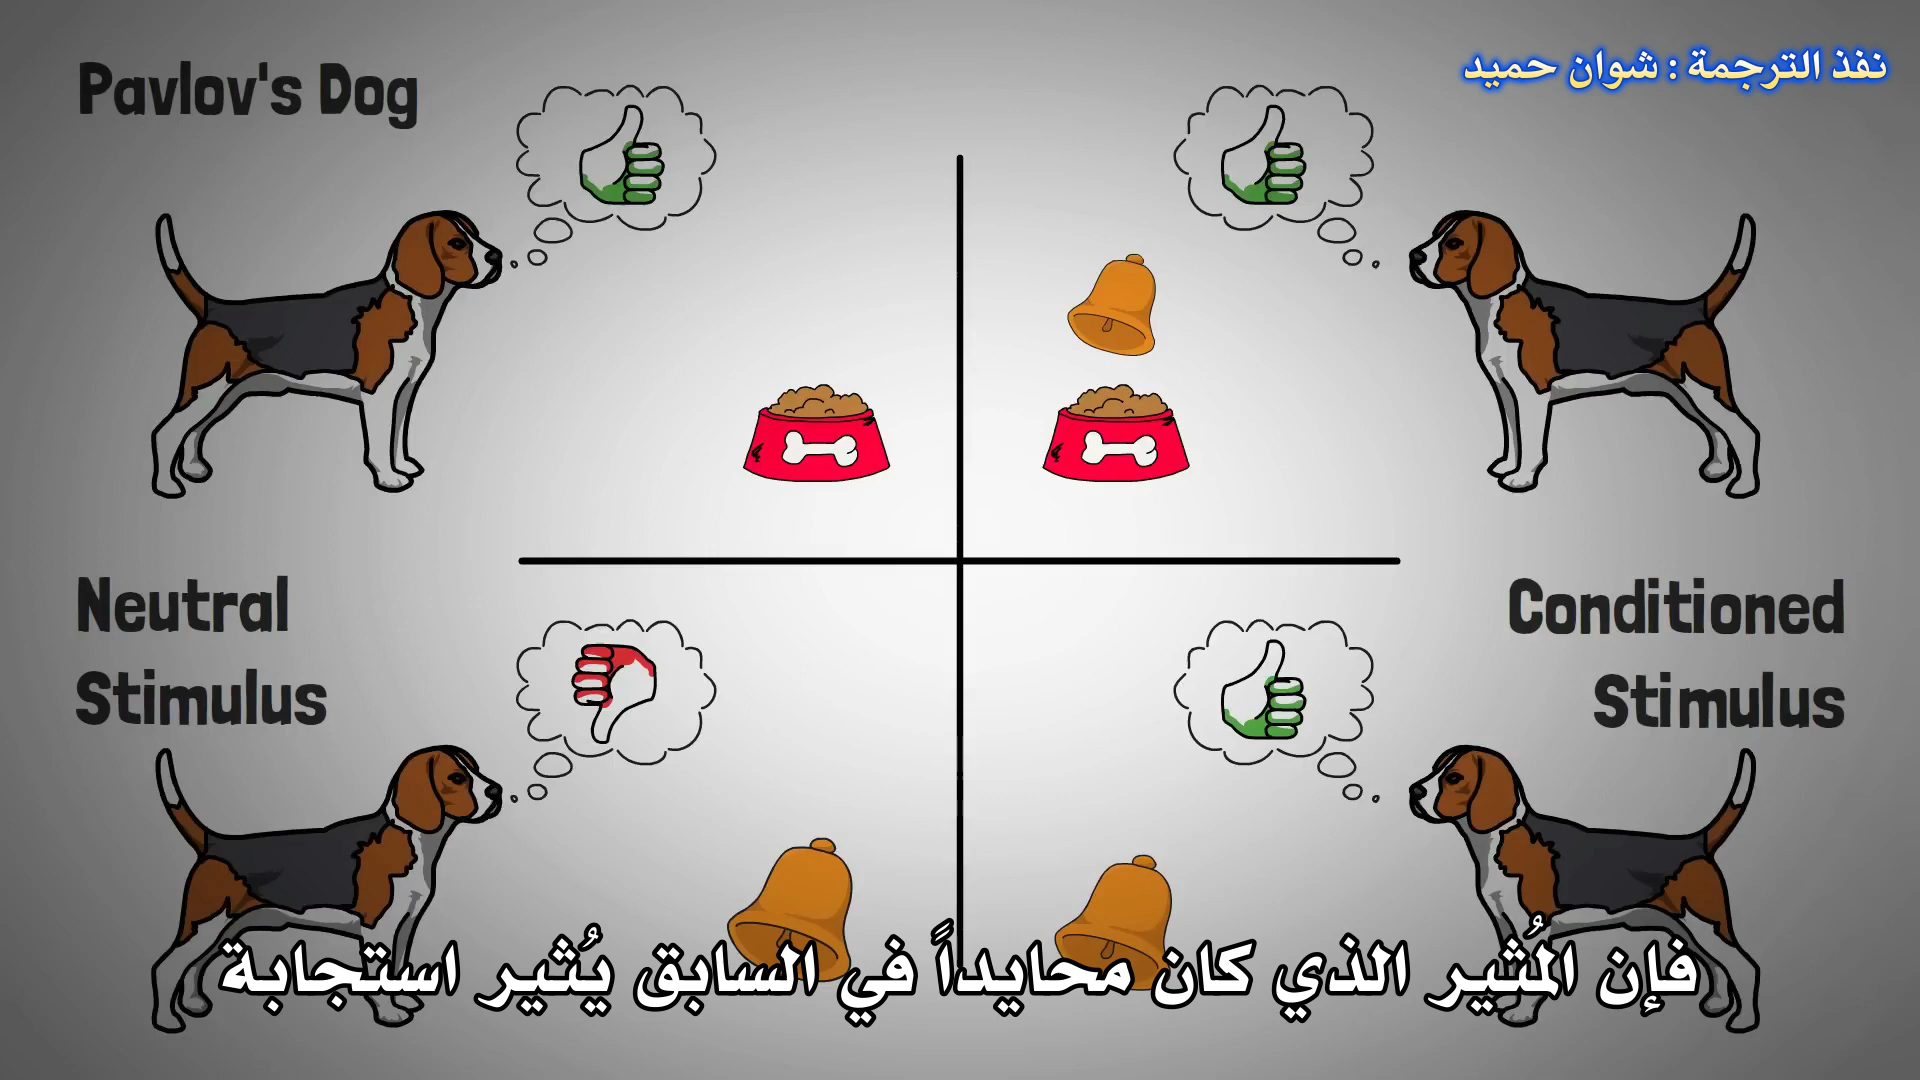 Pavlov's Dog
نفذ الترجمة : شوان حميد
Neutral
Stimulus
Conditioned
Stimulus
فإن المُثير الذي كان محايداً في السابق يُثير استجابة